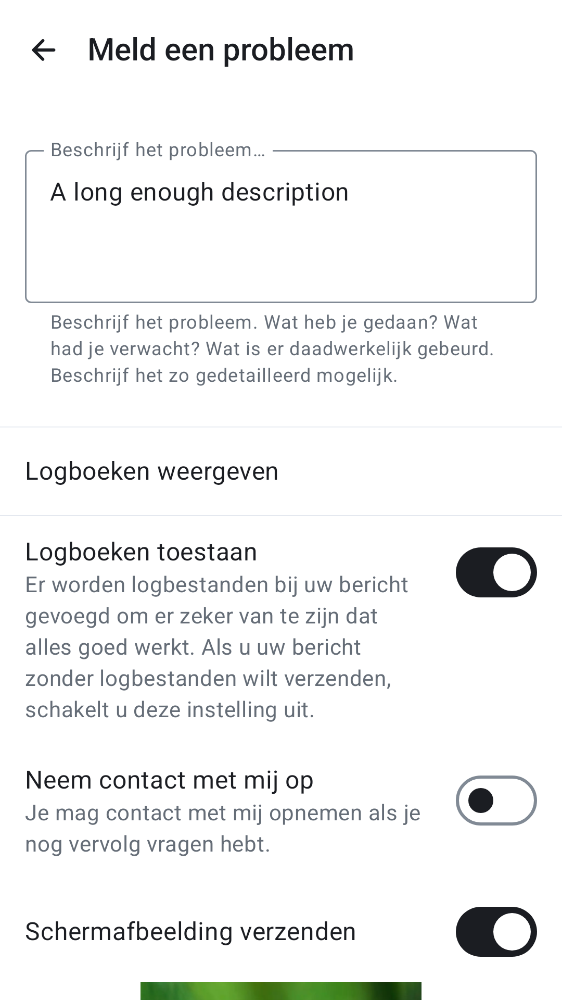 Meld een probleem
Beschrijf het probleem…
A long enough description
Beschrijf het probleem. Wat heb je gedaan? Wat
had je verwacht? Wat is er daadwerkelijk gebeurd.
Beschrijf het zo gedetailleerd mogelijk.
Logboeken weergeven
Logboeken toestaan
Er worden logbestanden bij uw bericht
gevoegd om er zeker van te zijn dat
alles goed werkt. Als u uw bericht
zonder logbestanden wilt verzenden,
schakelt u deze instelling uit.
Neem contact met mij op
Je mag contact met mij opnemen als je
nog vervolg vragen hebt.
Schermafbeelding verzenden